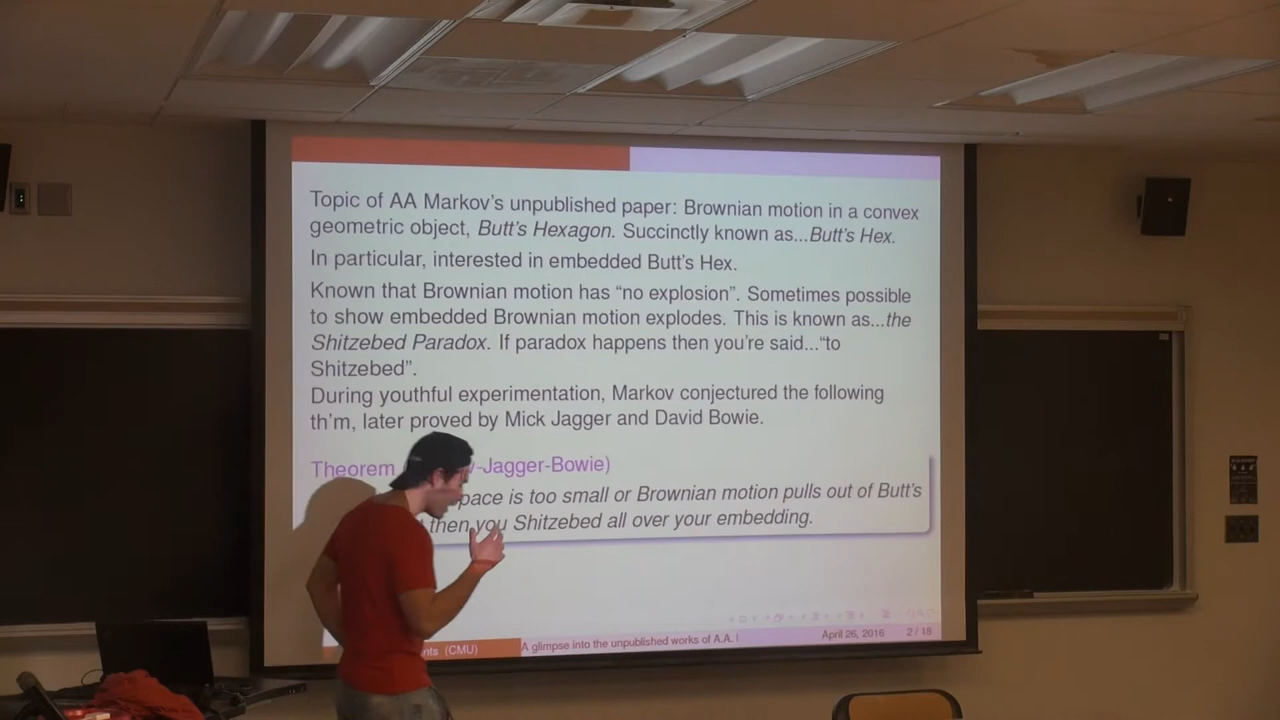 Topic of AA Markov's unpublished paper: Brownian motion in a convex
geometric object, Butt's Hexagon. Succinctly known as...Butt's Hex.
In particular, interested in embedded Butt's Hex.
Known that Brownian motion has “no explosion”. Sometimes possible
to show embedded Brownian motion explodes. This is known as...the
Shitzebed Paradox. If paradox happens then you're said...“to
Shitzebed”.
During youthful experimentation, Markov conjectured the following
th'm, later proved by Mick Jagger and David Bowie.
Theorem -Jagger-Bowie)
is too small or Brownian motion pulls out of Butt's
then you Shitzebed all over your embedding.
(CMU) A glimpse into the unpublished works of A.A. April 26, 2016 2 / 18